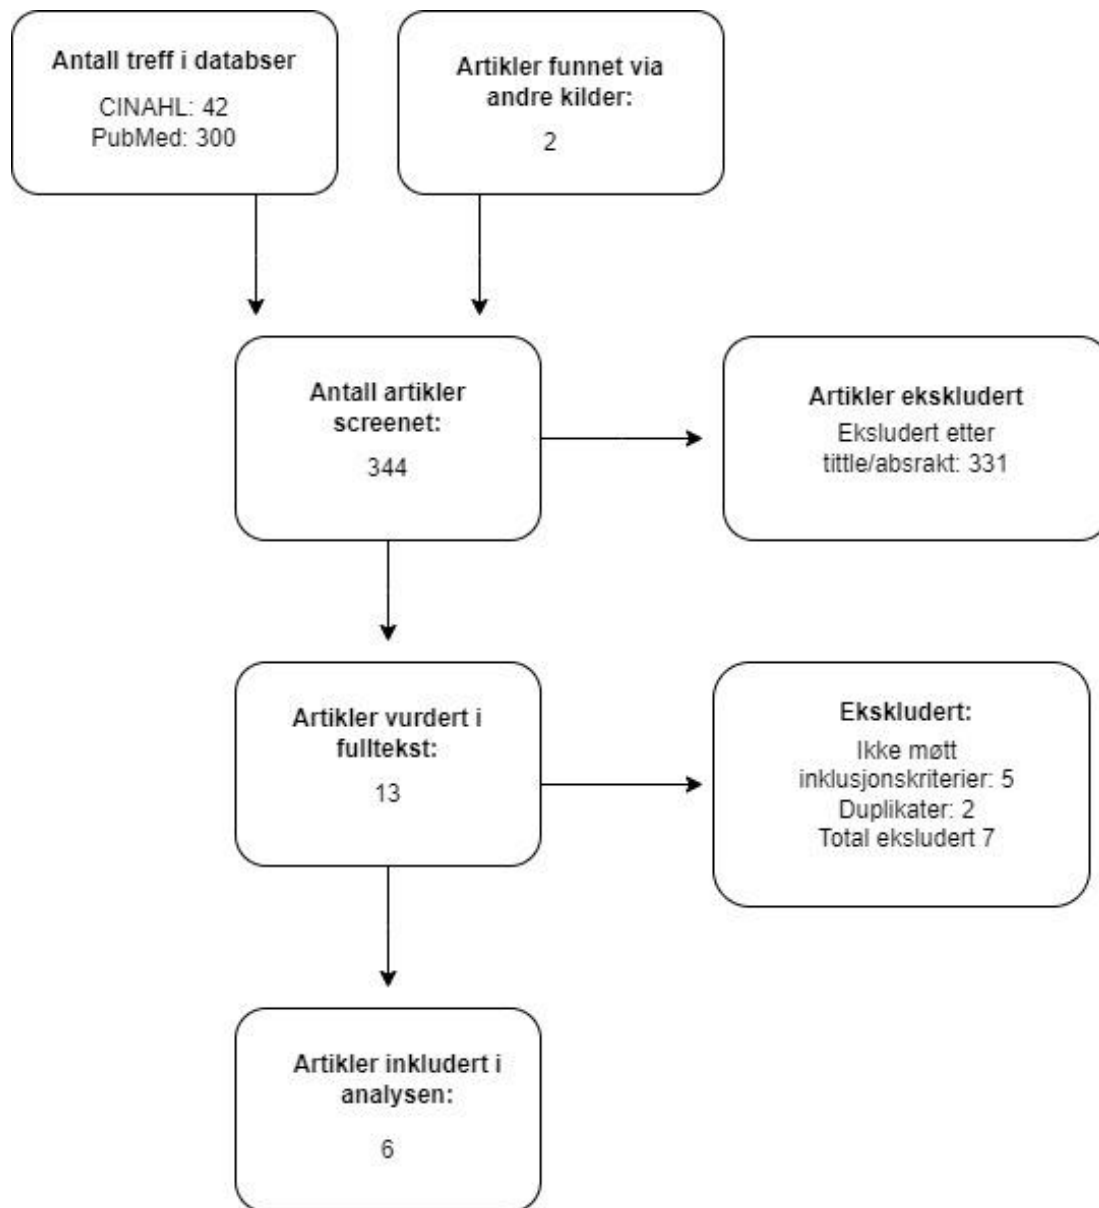 Antall treff i databser
CINAHL: 42
PubMed: 300
Artikler funnet via
andre kilder:
2
Antall artikler
screenet:
344
Artikler ekskludert
Eksludert etter
tittle/absrakt: 331
Artikler vurdert i
fulltekst:
13
Ekskludert:
Ikke møtt
inklusjonskriterier: 5
Duplikater: 2
Total eksludert 7
Artikler inkludert i
analysen:
6